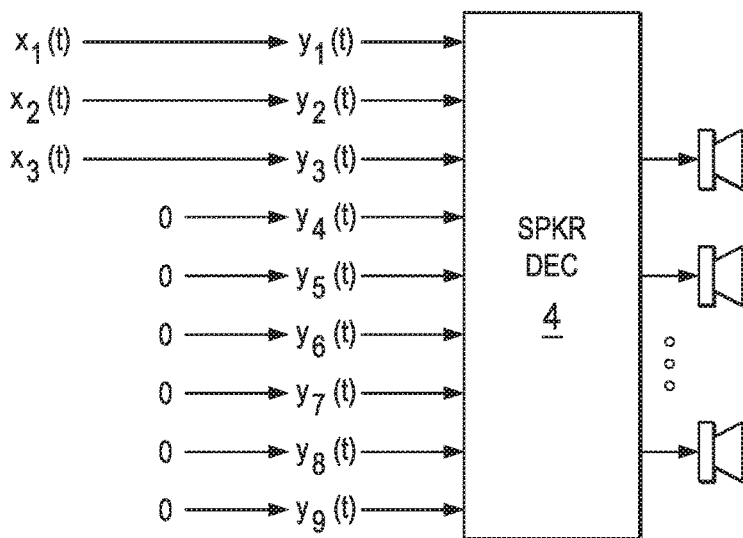 x₁(t) y₁(t)
x₂(t) y₂(t)
x₃(t) y₃(t)
0 y₄(t)
SPKR
DEC
4
0 y₅(t)
0 y₆(t)
0 y₇(t)
0 y₈(t)
0 y₉(t)